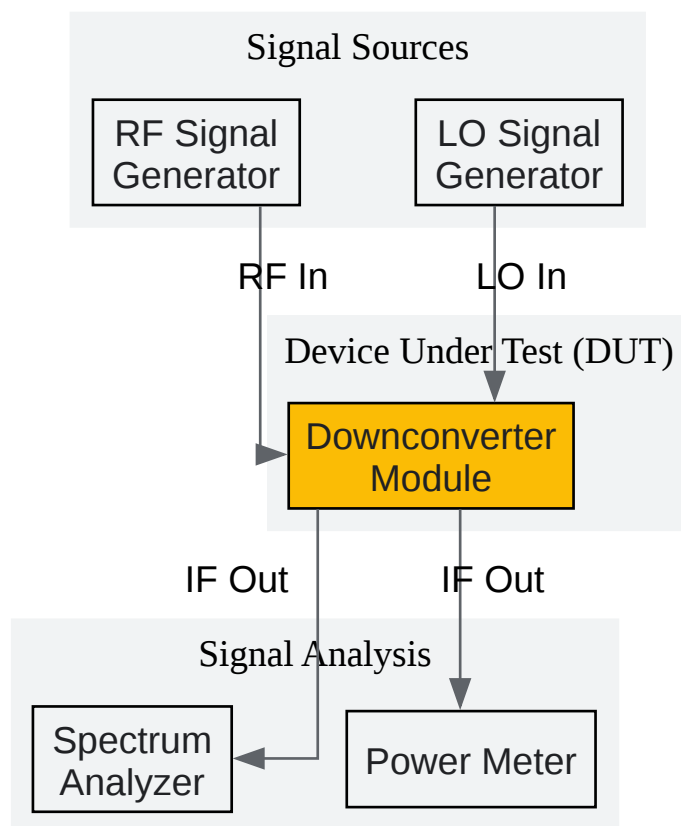 Signal Sources
RF Signal
Generator
LO Signal
Generator
RF In
LO In
Device Under Test (DUT)
Downconverter
Module
IF Out
IF Out
Signal Analysis
Spectrum
Analyzer
Power Meter